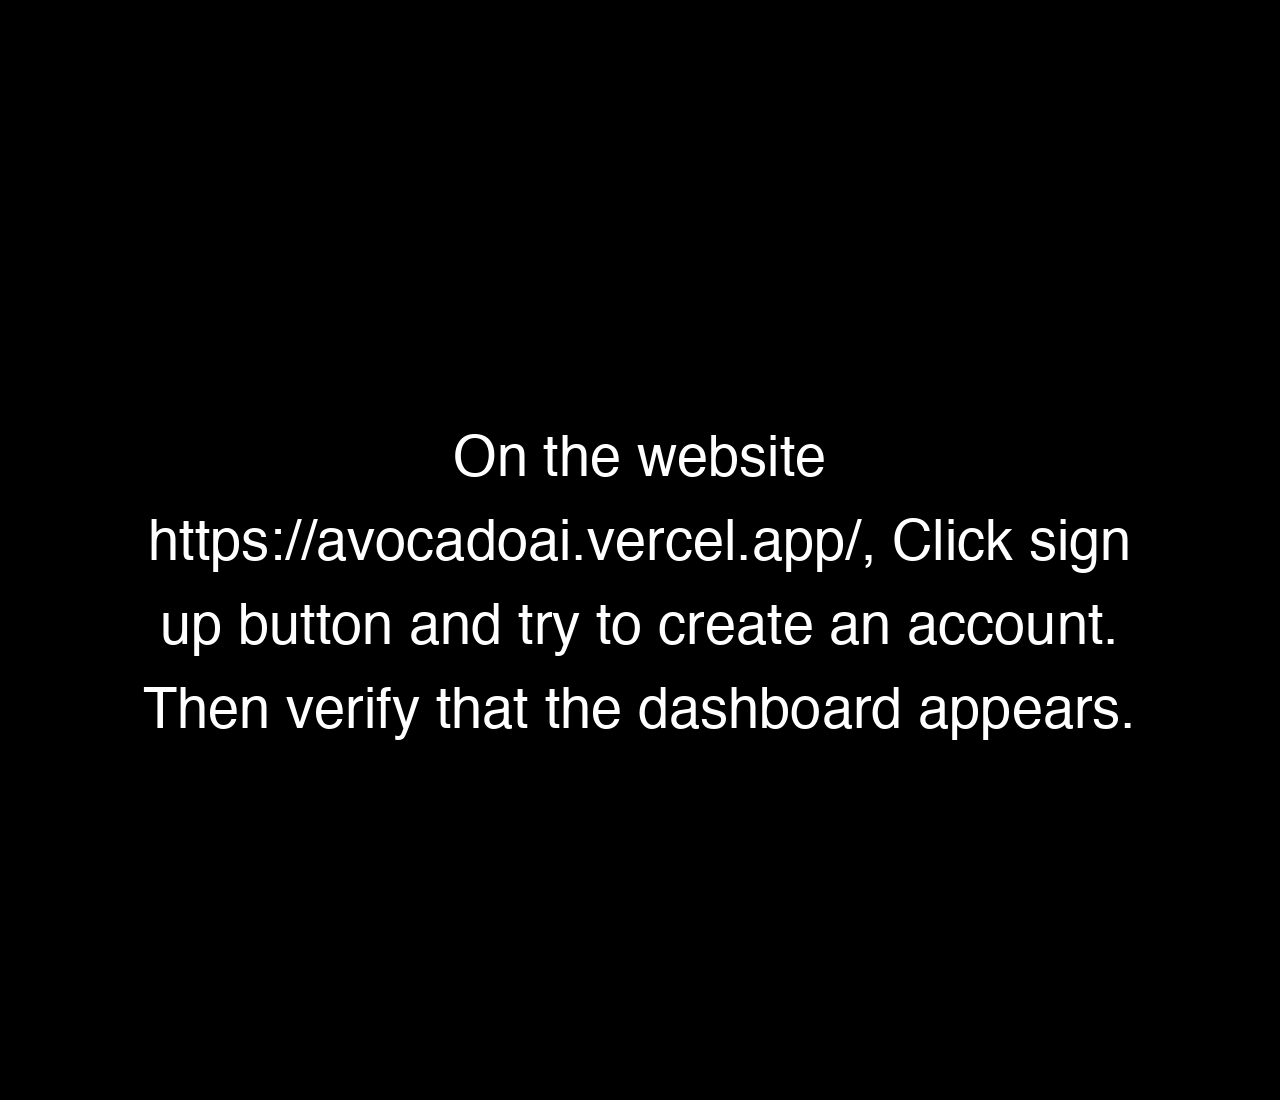 On the website
https://avocadoai.vercel.app/, Click sign
up button and try to create an account.
Then verify that the dashboard appears.